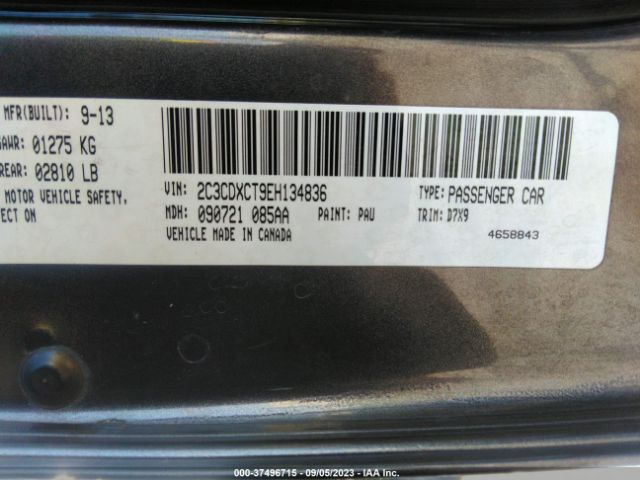 MFR(BUILT): 9-13
GAWR: 01275 KG
REAR: 02810 LB
MOTOR VEHICLE SAFETY,
ECT ON
VIN: 2C3CDXCT9EH134836
TYPE: PASSENGER CAR
MDH: 090721 085AA
PAINT: PAU
TRIM: D7X9
VEHICLE MADE IN CANADA
4658843
000-37496715 - 09/05/2023 - IAA Inc.